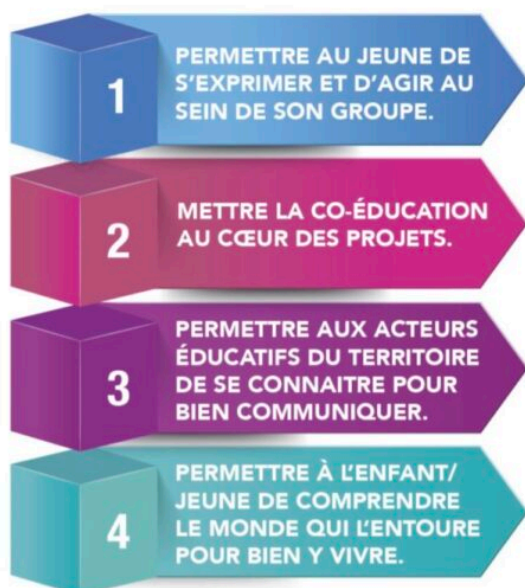 1
PERMETTRE AU JEUNE DE
S'EXPRIMER ET D'AGIR AU
SEIN DE SON GROUPE.
2
METTRE LA CO-ÉDUCATION
AU CŒUR DES PROJETS.
3
PERMETTRE AUX ACTEURS
ÉDUCATIFS DU TERRITOIRE
DE SE CONNAITRE POUR
BIEN COMMUNIQUER.
4
PERMETTRE À L'ENFANT/
JEUNE DE COMPRENDRE
LE MONDE QUI L'ENTOURE
POUR BIEN Y VIVRE.